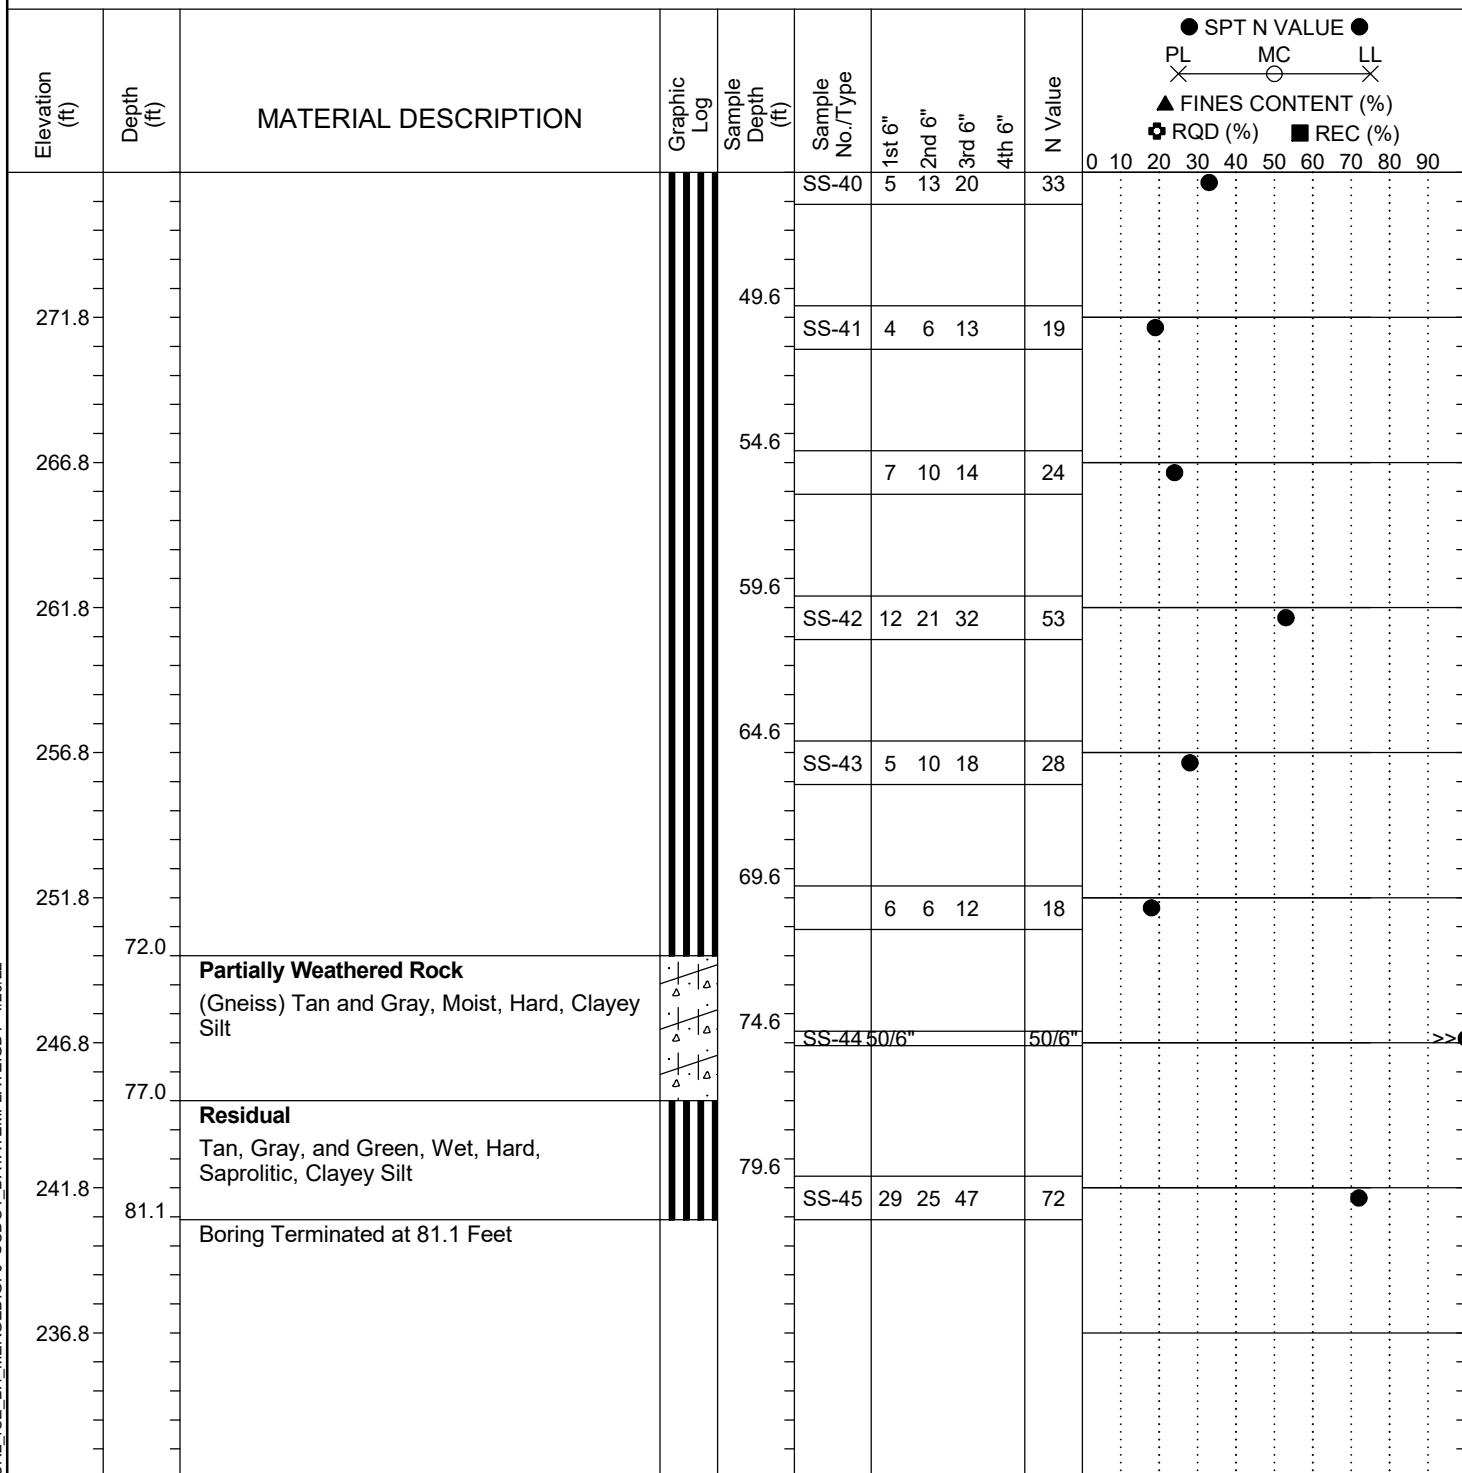 ● SPT N VALUE ●
PL MC LL
▲ FINES CONTENT (%)
RQD (%) ■ REC (%)
0 10 20 30 40 50 60 70 80 90
Elevation (ft)
Depth (ft)
MATERIAL DESCRIPTION
Graphic Log
Sample Depth (ft)
Sample No./Type
1st 6"
2nd 6"
3rd 6"
4th 6"
N Value
SS-40 5 13 20 33
49.6
271.8
SS-41 4 6 13 19
54.6
266.8
7 10 14 24
59.6
261.8
SS-42 12 21 32 53
64.6
256.8
SS-43 5 10 18 28
69.6
251.8
6 6 12 18
72.0
Partially Weathered Rock
(Gneiss) Tan and Gray, Moist, Hard, Clayey
Silt
74.6
246.8
SS-44 50/6" 50/6" >>
77.0
Residual
Tan, Gray, and Green, Wet, Hard,
Saprolitic, Clayey Silt
79.6
241.8
SS-45 29 25 47 72
81.1
Boring Terminated at 81.1 Feet
236.8